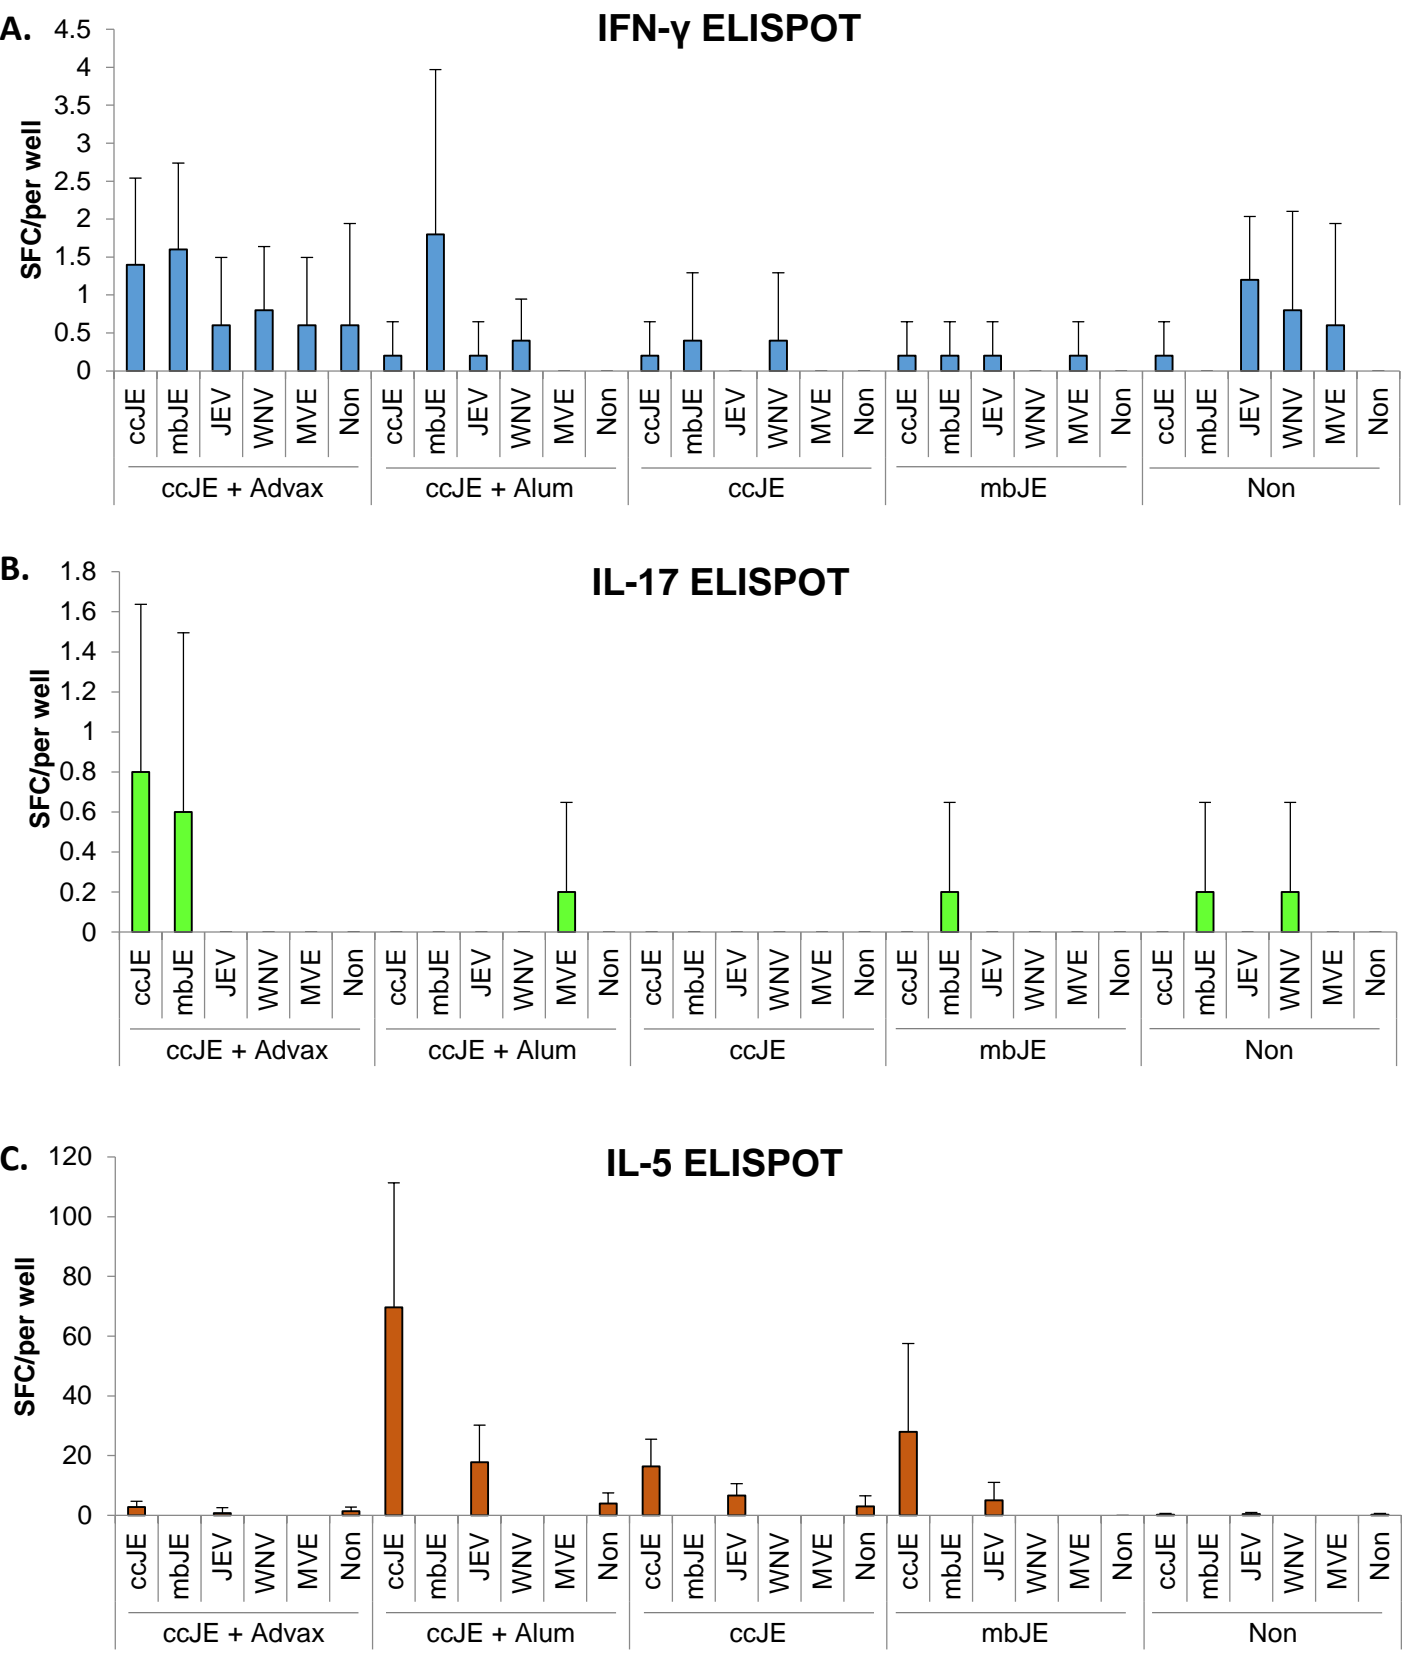 A.
IFN-γ ELISPOT
SFC/per well
4.5
4
3.5
3
2.5
2
1.5
1
0.5
0
ccJE mbJE JEV WNV MVE Non ccJE mbJE JEV WNV MVE Non ccJE mbJE JEV WNV MVE Non ccJE mbJE JEV WNV MVE Non ccJE mbJE JEV WNV MVE Non
ccJE + Advax ccJE + Alum ccJE mbJE Non
B.
IL-17 ELISPOT
SFC/per well
1.8
1.6
1.4
1.2
1
0.8
0.6
0.4
0.2
0
ccJE mbJE JEV WNV MVE Non ccJE mbJE JEV WNV MVE Non ccJE mbJE JEV WNV MVE Non ccJE mbJE JEV WNV MVE Non ccJE mbJE JEV WNV MVE Non
ccJE + Advax ccJE + Alum ccJE mbJE Non
C.
IL-5 ELISPOT
SFC/per well
120
100
80
60
40
20
0
ccJE mbJE JEV WNV MVE Non ccJE mbJE JEV WNV MVE Non ccJE mbJE JEV WNV MVE Non ccJE mbJE JEV WNV MVE Non ccJE mbJE JEV WNV MVE Non
ccJE + Advax ccJE + Alum ccJE mbJE Non